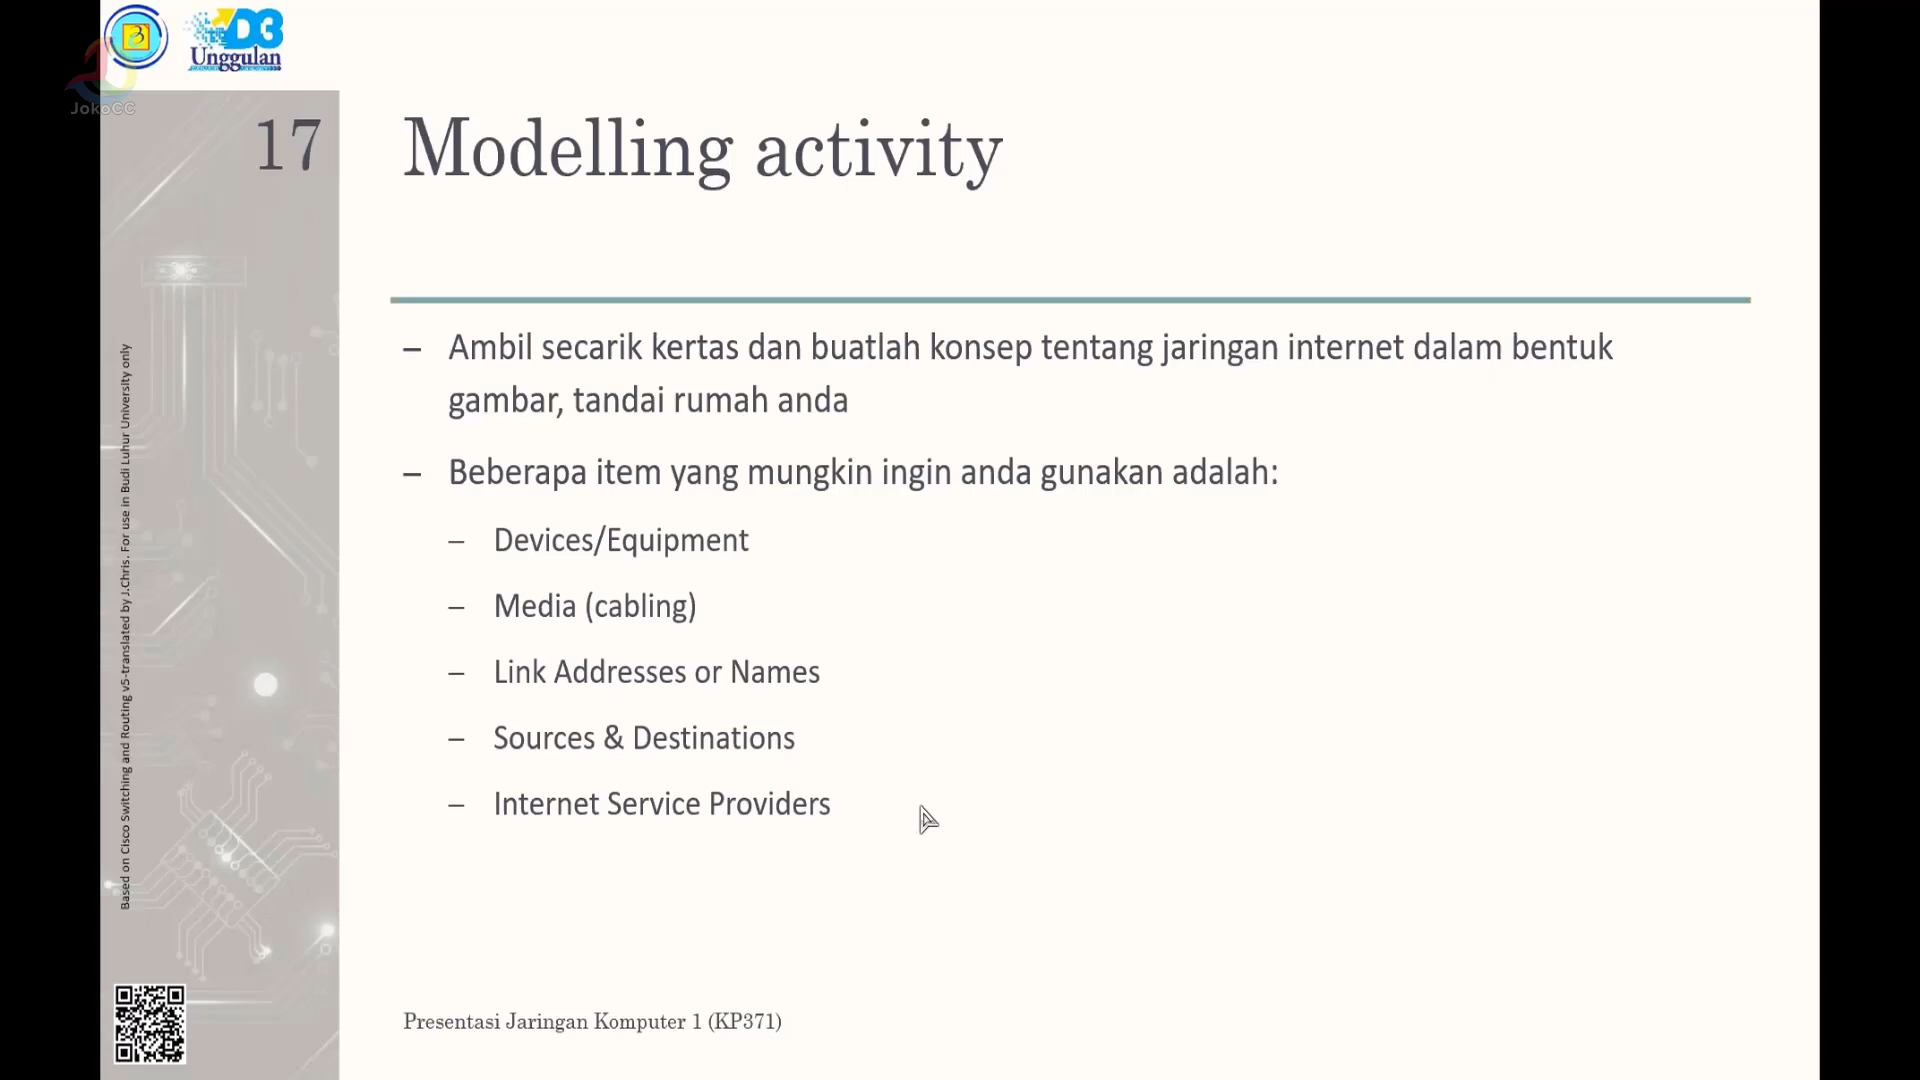 D3
Unggulan
JokoCC
17
Modelling activity
– Ambil secarik kertas dan buatlah konsep tentang jaringan internet dalam bentuk
gambar, tandai rumah anda
– Beberapa item yang mungkin ingin anda gunakan adalah:
– Devices/Equipment
– Media (cabling)
– Link Addresses or Names
– Sources & Destinations
– Internet Service Providers
Based on Cisco Switching and Routing v5-translated by J.Chris. For use in Budi Luhur University only
Presentasi Jaringan Komputer 1 (KP371)